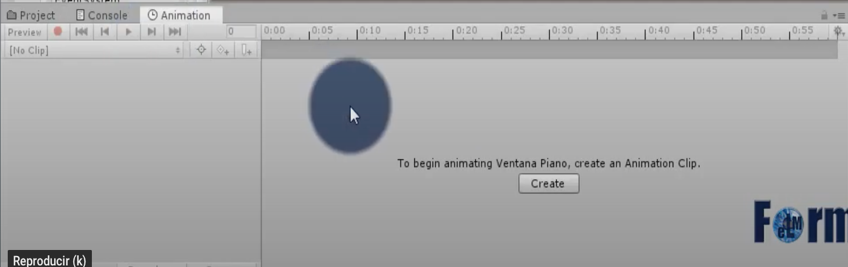 Project Console Animation
Preview 0 0:00 0:05 0:10 0:15 0:20 0:25 0:30 0:35 0:40 0:45 0:50 0:55
[No Clip]
To begin animating Ventana Piano, create an Animation Clip.
Create
Form
Reproducir (k)